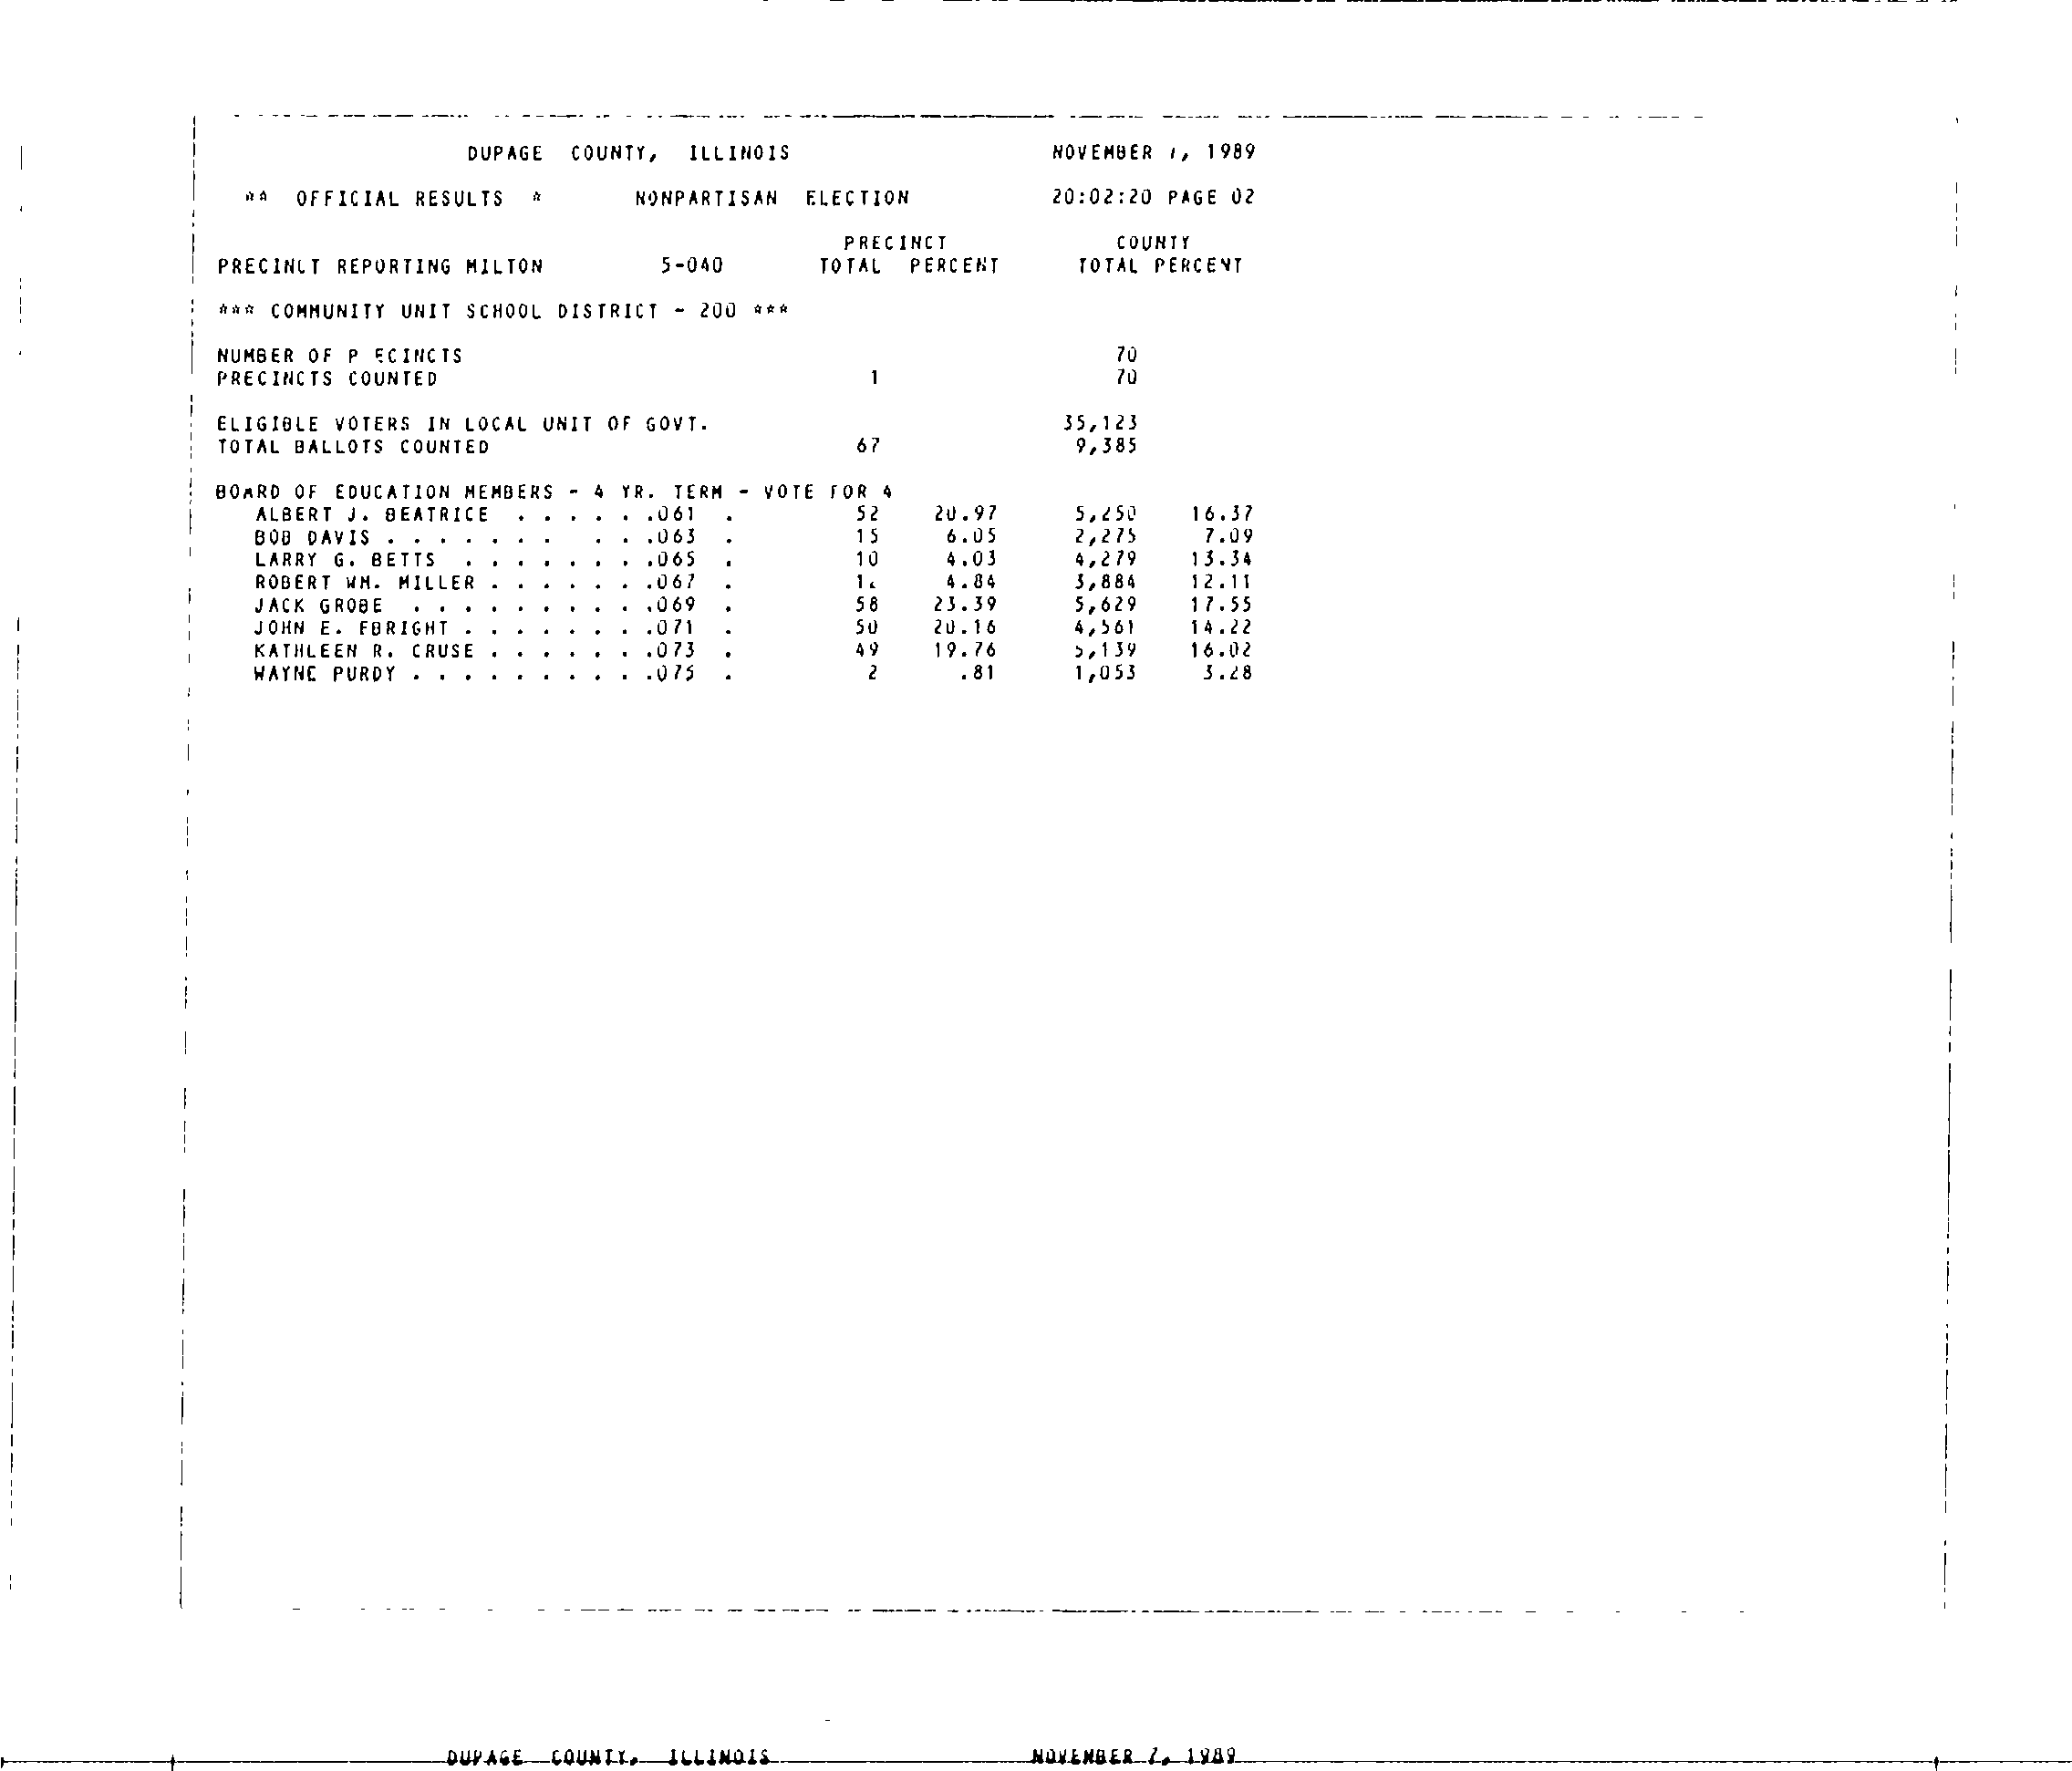 DUPAGE COUNTY, ILLINOIS NOVEMBER 7, 1989
** OFFICIAL RESULTS * NONPARTISAN ELECTION 20:02:20 PAGE 02
PRECINCT COUNTY
PRECINCT REPORTING MILTON 5-040 TOTAL PERCENT TOTAL PERCENT
*** COMMUNITY UNIT SCHOOL DISTRICT - 200 ***
NUMBER OF P ECINCTS 70
PRECINCTS COUNTED 1 70
ELIGIBLE VOTERS IN LOCAL UNIT OF GOVT. 35,123
TOTAL BALLOTS COUNTED 67 9,385
BOARD OF EDUCATION MEMBERS - 4 YR. TERM - VOTE FOR 4
ALBERT J. BEATRICE . . . . . .061 . 52 20.97 5,250 16.37
BOB DAVIS . . . . . . . . .063 . 15 6.05 2,275 7.09
LARRY G. BETTS . . . . . . . .065 . 10 4.03 4,279 13.34
ROBERT WM. MILLER . . . . . . .067 . 12 4.84 3,884 12.11
JACK GROBE . . . . . . . . . .069 . 58 23.39 5,629 17.55
JOHN E. EBRIGHT . . . . . . . .071 . 50 20.16 4,561 14.22
KATHLEEN R. CRUSE . . . . . . .073 . 49 19.76 5,139 16.02
WAYNE PURDY . . . . . . . . . .075 . 2 .81 1,053 3.28
DUPAGE COUNTY, ILLINOIS NOVEMBER 7, 1989